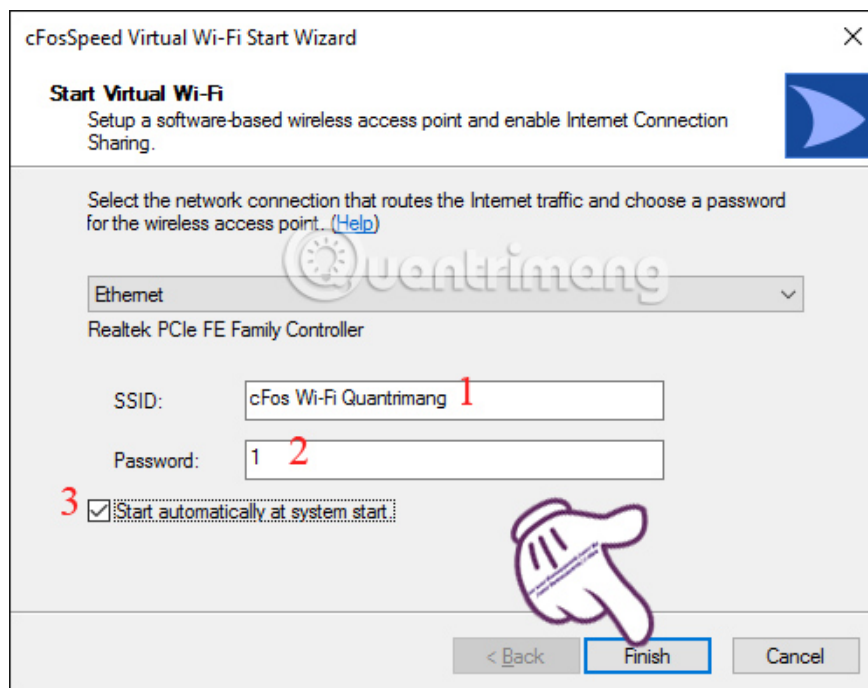 cFosSpeed Virtual Wi-Fi Start Wizard
Start Virtual Wi-Fi
Setup a software-based wireless access point and enable Internet Connection
Sharing.
Select the network connection that routes the Internet traffic and choose a password
for the wireless access point. (Help)
Quantrimang
Ethernet
Realtek PCIe FE Family Controller
SSID: cFos Wi-Fi Quantrimang 1
Password: 1 2
3 Start automatically at system start.
< Back Finish Cancel